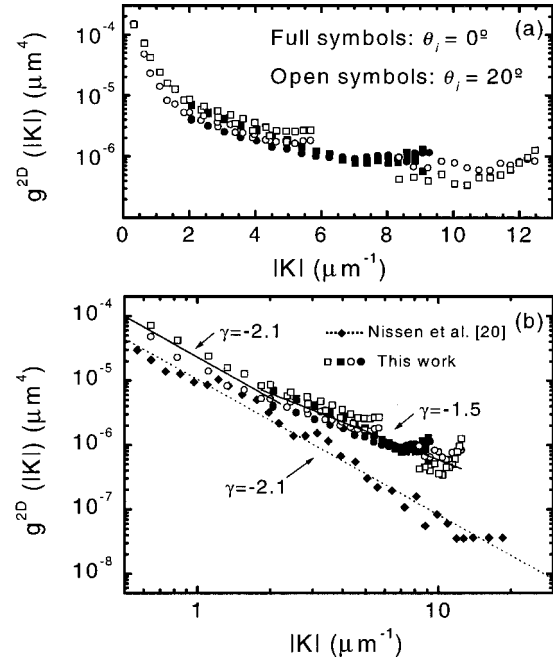 (a)
Full symbols: θi = 0º
Open symbols: θi = 20º
10-4
10-5
10-6
g2D (|K|) (μm4)
0 2 4 6 8 10 12
|K| (μm-1)
(b)
γ=-2.1
Nissen et al. [20]
This work
γ=-1.5
γ=-2.1
10-4
10-5
10-6
10-7
10-8
g2D (|K|) (μm4)
1 10
|K| (μm-1)